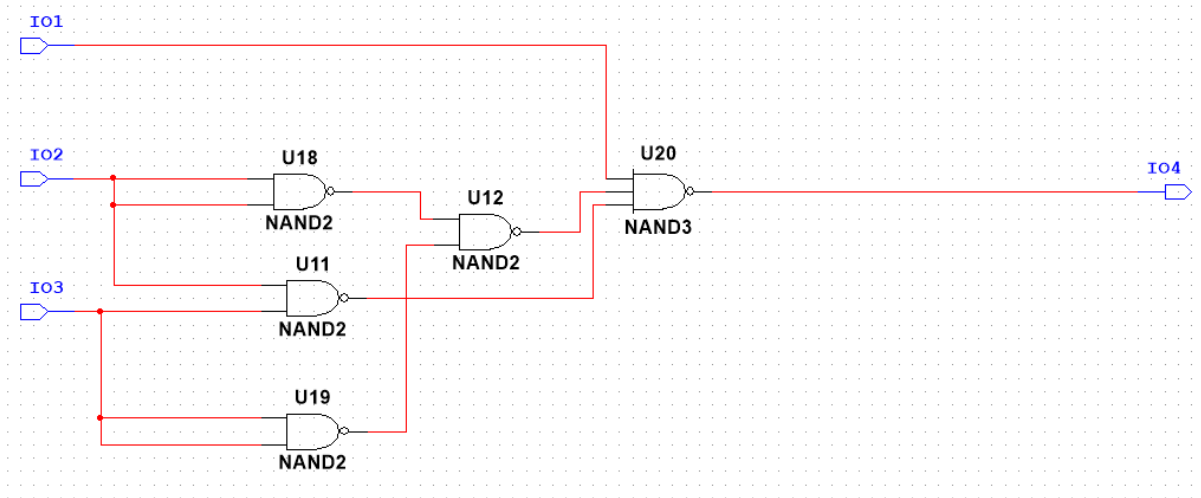 IO1
IO2
U18
NAND2
U12
NAND2
U20
NAND3
IO4
IO3
U11
NAND2
U19
NAND2